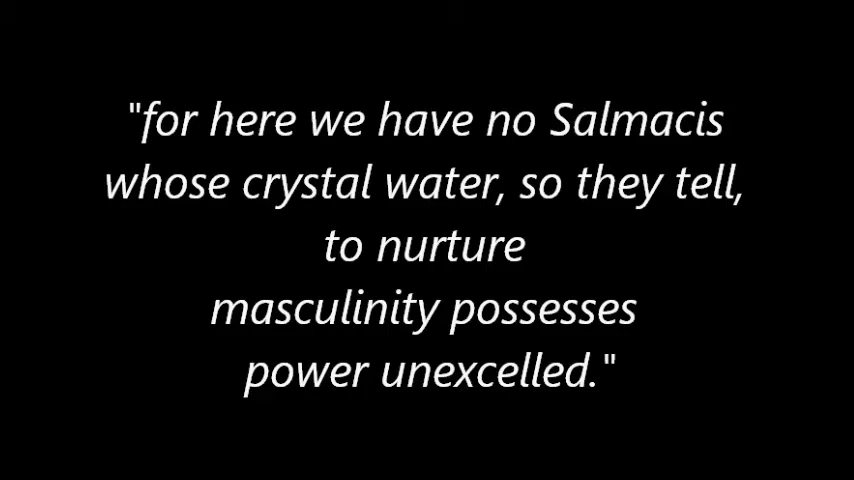 "for here we have no Salmacis
whose crystal water, so they tell,
to nurture
masculinity possesses
power unexcelled."